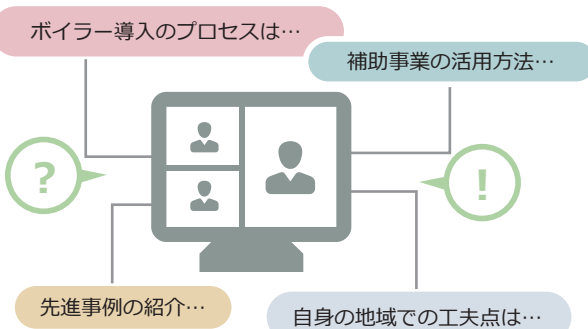 ボイラー導入のプロセスは…
補助事業の活用方法…
?
!
先進事例の紹介…
自身の地域での工夫点は…